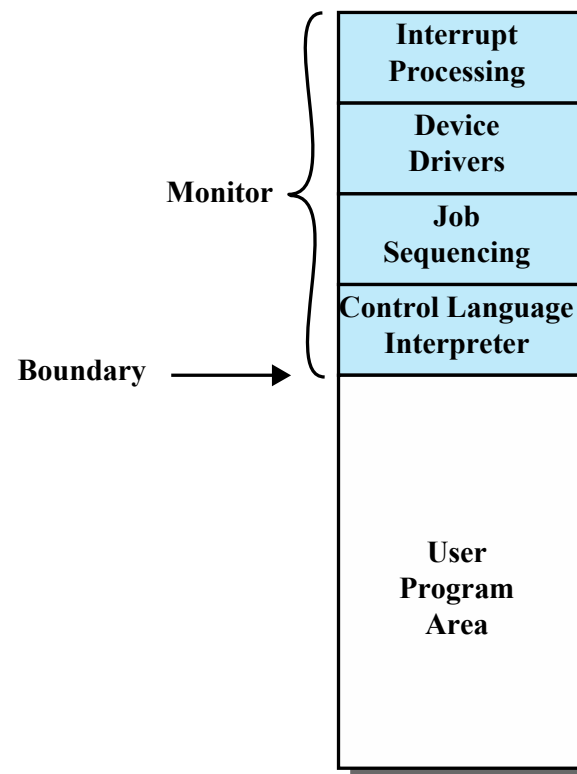 Interrupt
Processing
Device
Drivers
Monitor
Job
Sequencing
Control Language
Interpreter
Boundary
User
Program
Area